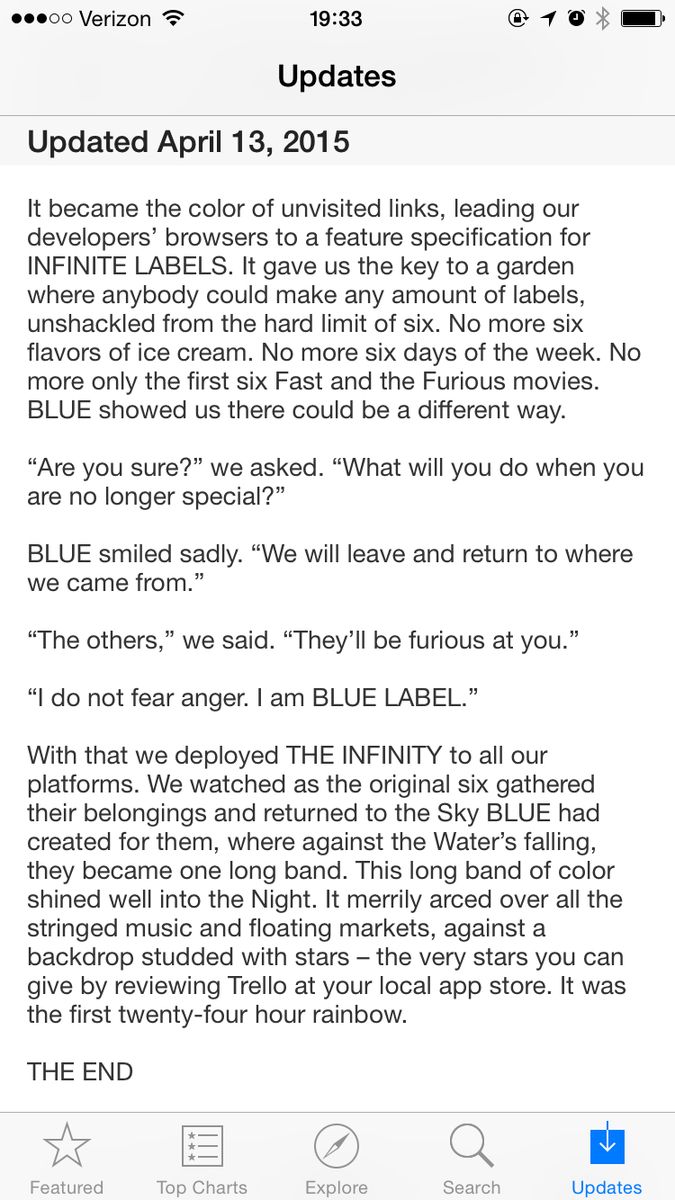 Verizon 19:33
Updates
Updated April 13, 2015
It became the color of unvisited links, leading our
developers’ browsers to a feature specification for
INFINITE LABELS. It gave us the key to a garden
where anybody could make any amount of labels,
unshackled from the hard limit of six. No more six
flavors of ice cream. No more six days of the week. No
more only the first six Fast and the Furious movies.
BLUE showed us there could be a different way.
“Are you sure?” we asked. “What will you do when you
are no longer special?”
BLUE smiled sadly. “We will leave and return to where
we came from.”
“The others,” we said. “They’ll be furious at you.”
“I do not fear anger. I am BLUE LABEL.”
With that we deployed THE INFINITY to all our
platforms. We watched as the original six gathered
their belongings and returned to the Sky BLUE had
created for them, where against the Water’s falling,
they became one long band. This long band of color
shined well into the Night. It merrily arced over all the
stringed music and floating markets, against a
backdrop studded with stars – the very stars you can
give by reviewing Trello at your local app store. It was
the first twenty-four hour rainbow.
THE END
Featured Top Charts Explore Search Updates